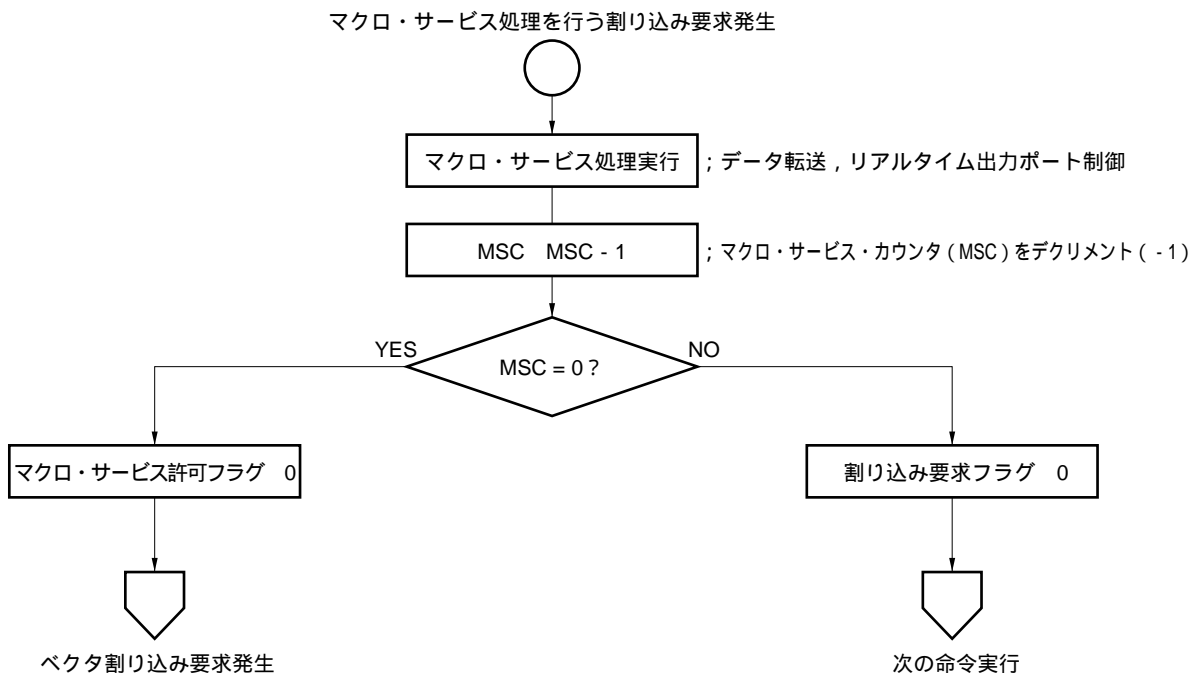 マクロ・サービス処理を行う割り込み要求発生
マクロ・サービス処理実行 ；データ転送，リアルタイム出力ポート制御
MSC MSC - 1 ；マクロ・サービス・カウンタ（MSC）をデクリメント（ - 1）
YES MSC = 0？ NO
マクロ・サービス許可フラグ 0 割り込み要求フラグ 0
ベクタ割り込み要求発生 次の命令実行